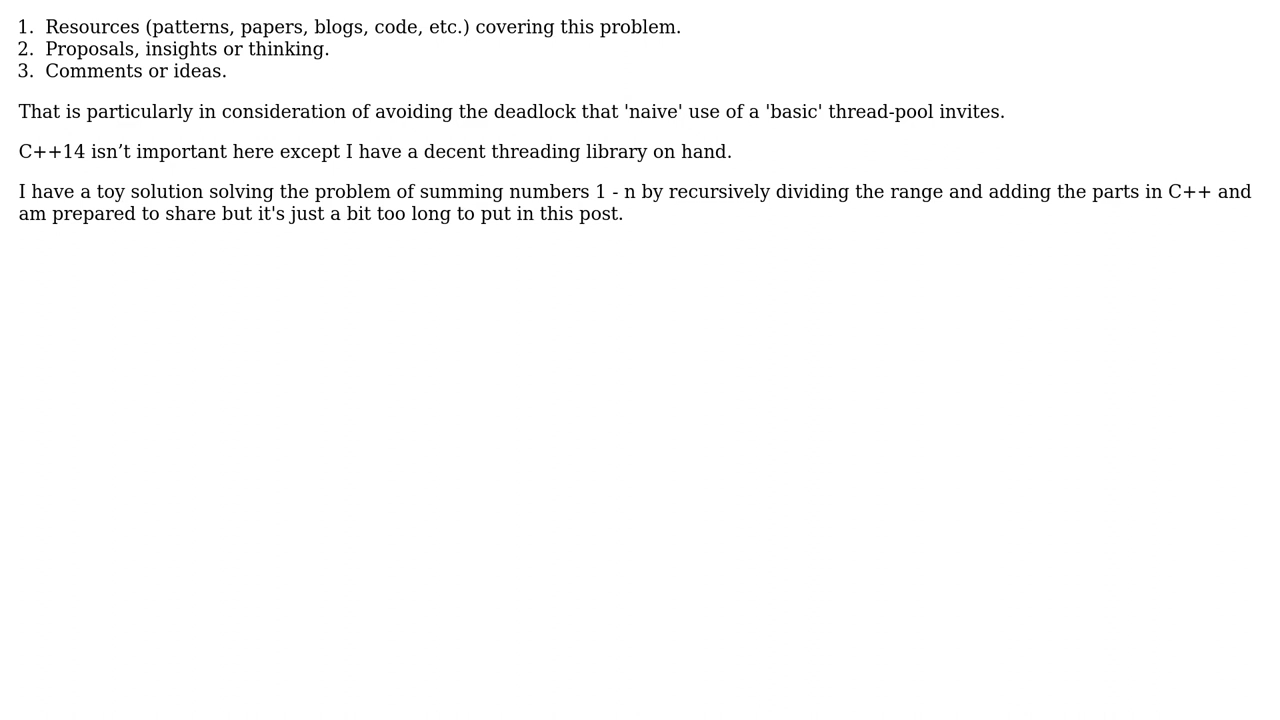 1. Resources (patterns, papers, blogs, code, etc.) covering this problem.
2. Proposals, insights or thinking.
3. Comments or ideas.
That is particularly in consideration of avoiding the deadlock that 'naive' use of a 'basic' thread-pool invites.
C++14 isn’t important here except I have a decent threading library on hand.
I have a toy solution solving the problem of summing numbers 1 - n by recursively dividing the range and adding the parts in C++ and
am prepared to share but it's just a bit too long to put in this post.